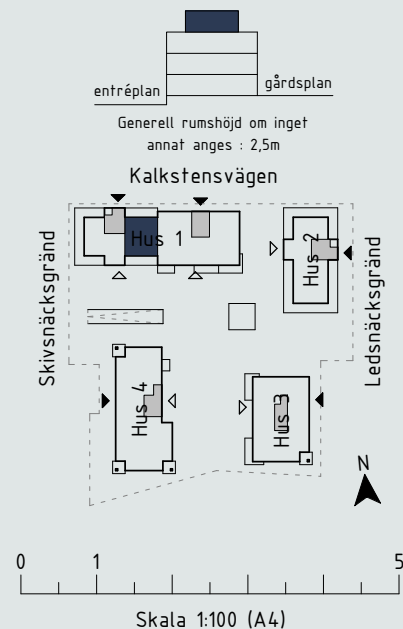 entréplan
gårdsplan
Generell rumshöjd om inget
annat anges : 2,5m
Kalkstensvägen
Hus 1
Hus 2
Skivsnäcksgränd
Ledsnäcksgränd
Hus 4
Hus 3
N
0 1 5
Skala 1:100 (A4)